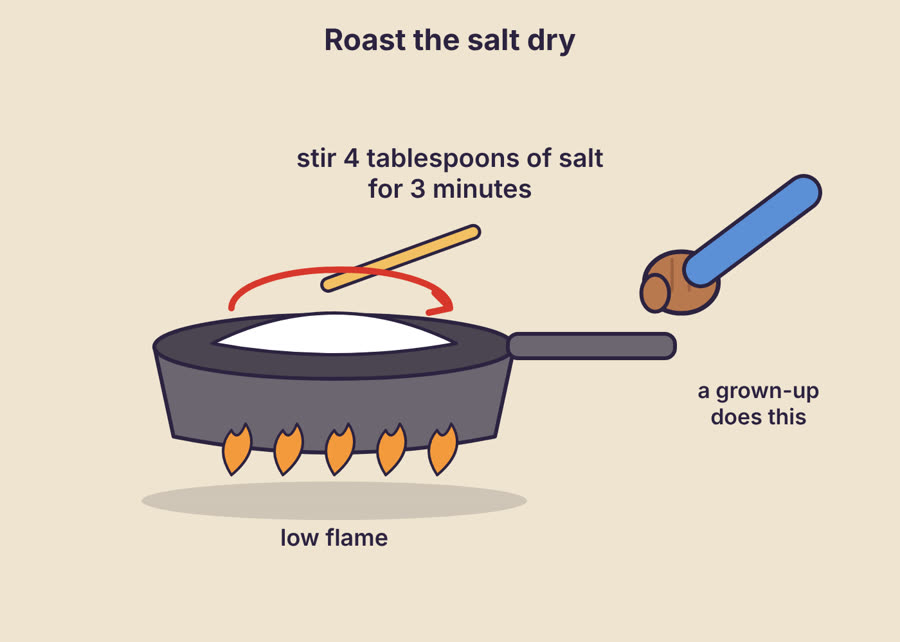 Roast the salt dry
stir 4 tablespoons of salt
for 3 minutes
a grown-up
does this
low flame